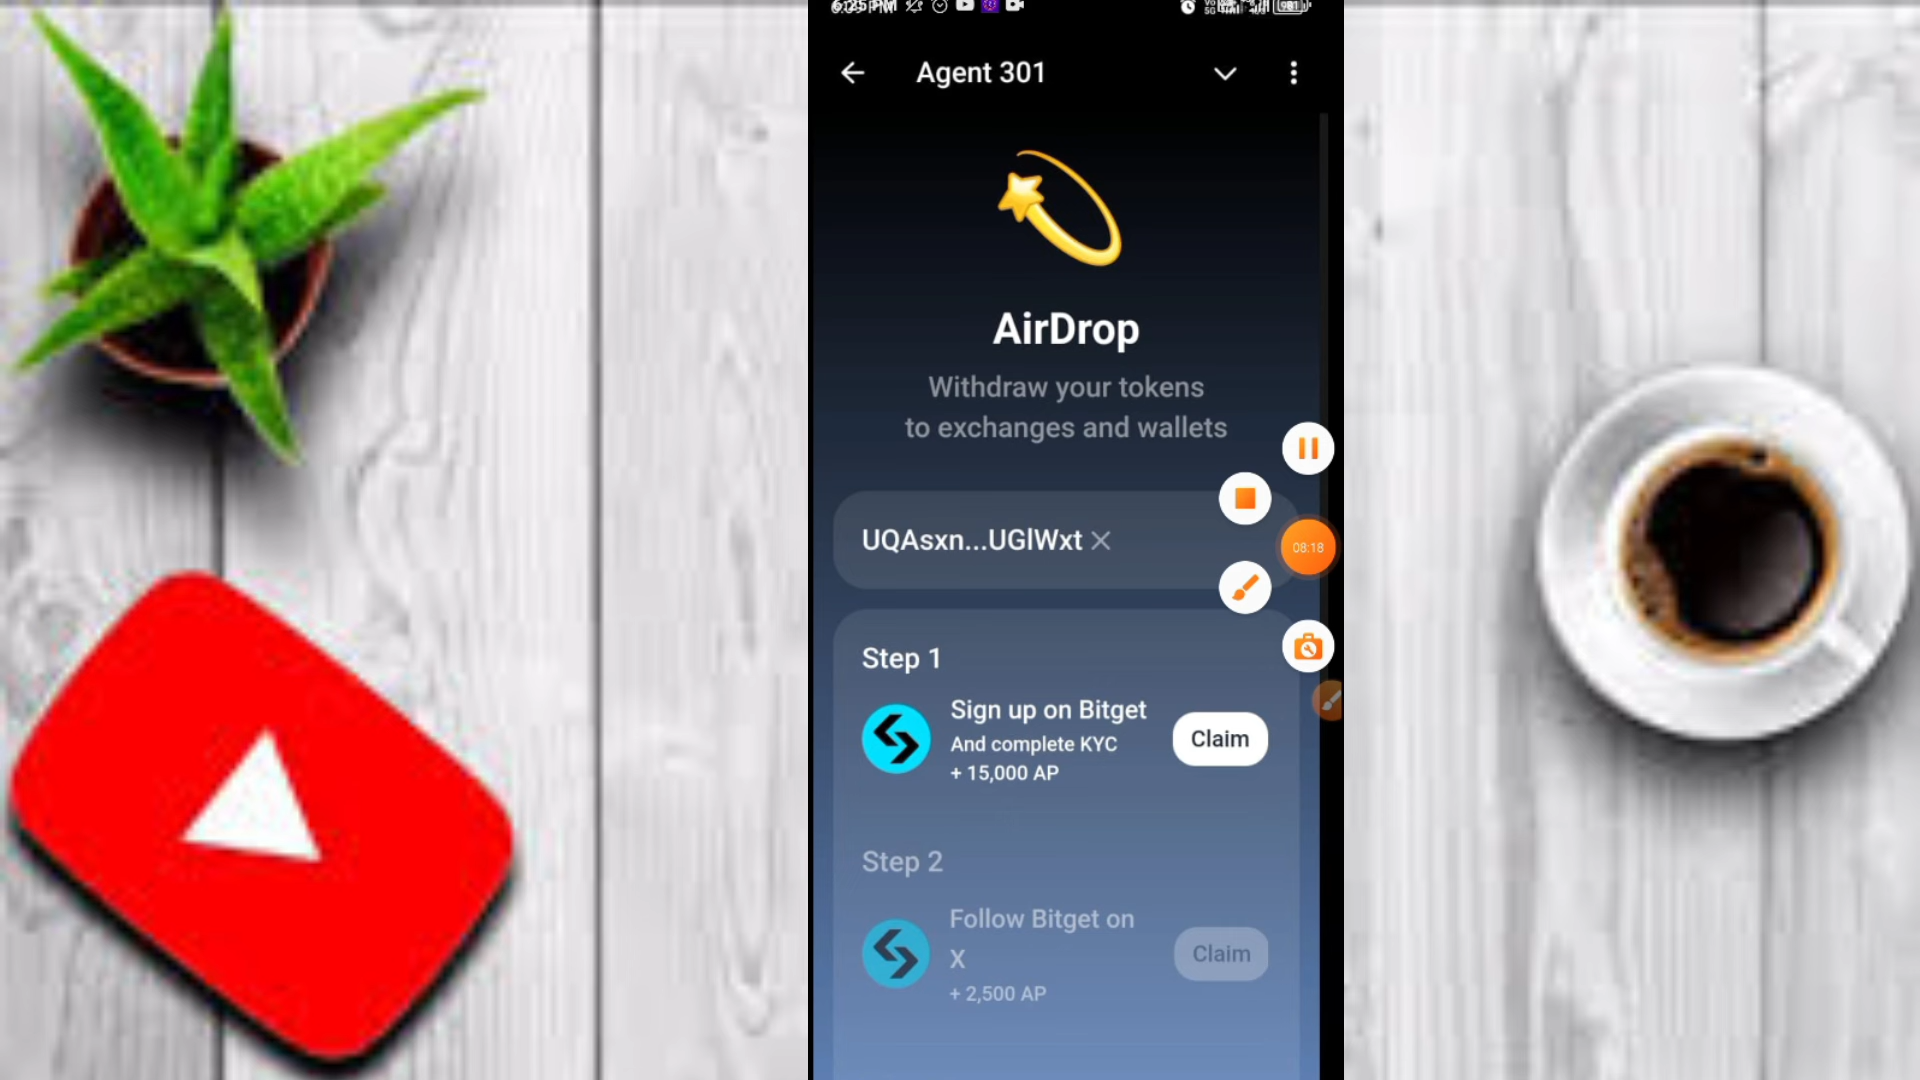 Agent 301
AirDrop
Withdraw your tokens
to exchanges and wallets
UQAsxn...UGlWxt
08:18
Step 1
Sign up on Bitget
And complete KYC
+ 15,000 AP
Claim
Step 2
Follow Bitget on
X
+ 2,500 AP
Claim